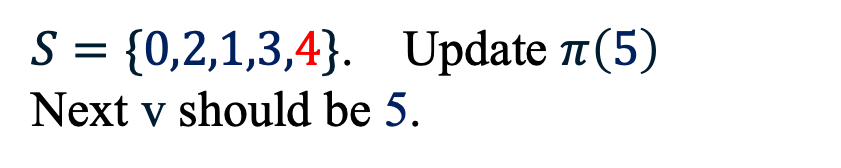 S = {0,2,1,3,4}. Update π(5)
Next v should be 5.